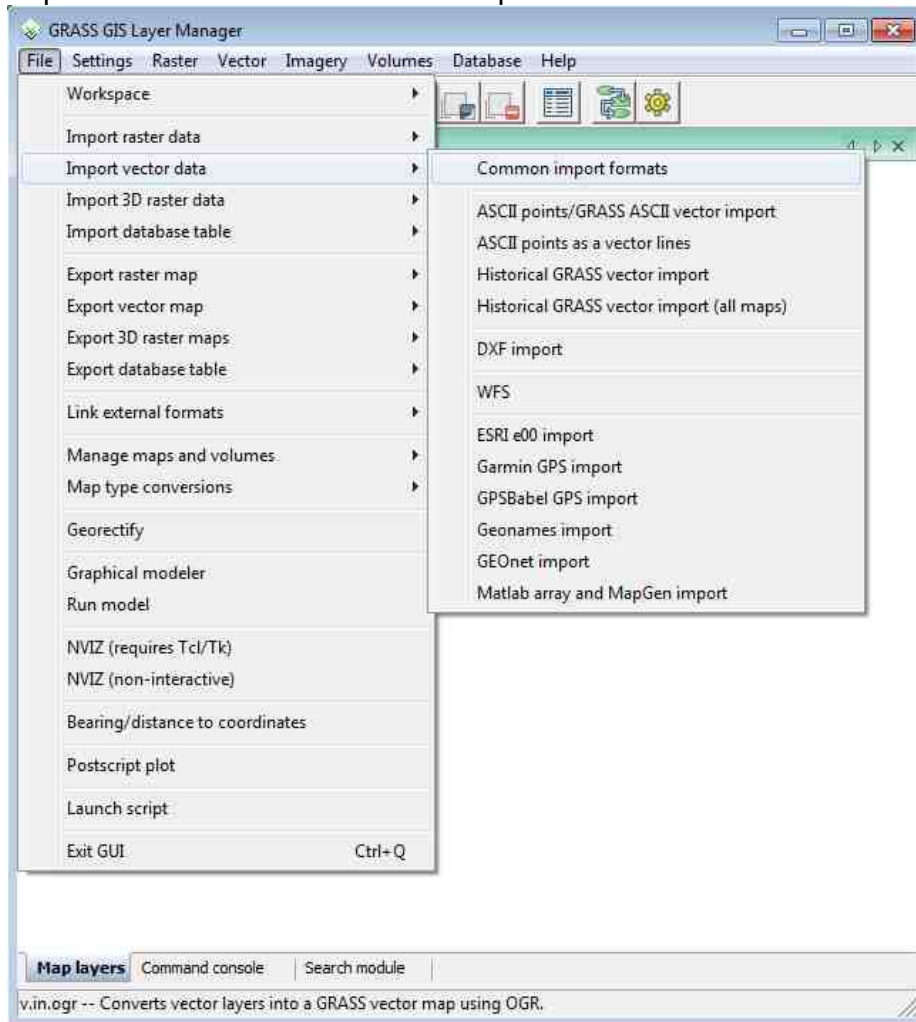 GRASS GIS Layer Manager
File Settings Raster Vector Imagery Volumes Database Help
Workspace
Import raster data
Import vector data
Import 3D raster data
Import database table
Export raster map
Export vector map
Export 3D raster maps
Export database table
Link external formats
Manage maps and volumes
Map type conversions
Georectify
Graphical modeler
Run model
NVIZ (requires Tcl/Tk)
NVIZ (non-interactive)
Bearing/distance to coordinates
Postscript plot
Launch script
Exit GUI Ctrl+Q
Common import formats
ASCII points/GRASS ASCII vector import
ASCII points as a vector lines
Historical GRASS vector import
Historical GRASS vector import (all maps)
DXF import
WFS
ESRI e00 import
Garmin GPS import
GPSBabel GPS import
Geonames import
GEOnet import
Matlab array and MapGen import
Map layers Command console Search module
v.in.ogr -- Converts vector layers into a GRASS vector map using OGR.